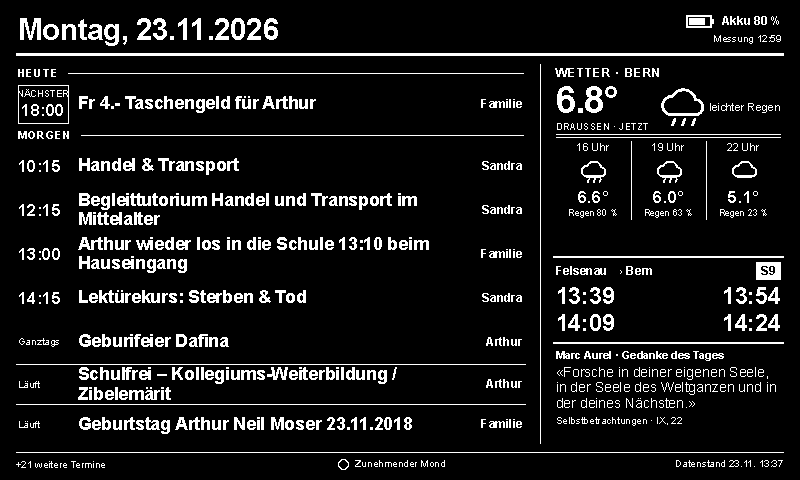 Montag, 23.11.2026
Akku 80 %
Messung 12:59
HEUTE
NÄCHSTER
18:00
Fr 4.- Taschengeld für Arthur
Familie
MORGEN
10:15
Handel & Transport
Sandra
12:15
Begleittutorium Handel und Transport im
Mittelalter
Sandra
13:00
Arthur wieder los in die Schule 13:10 beim
Hauseingang
Familie
14:15
Lektürekurs: Sterben & Tod
Sandra
Ganztags
Geburifeier Dafina
Arthur
Läuft
Schulfrei – Kollegiums-Weiterbildung /
Zibelemärit
Arthur
Läuft
Geburtstag Arthur Neil Moser 23.11.2018
Familie
WETTER · BERN
6.8°
leichter Regen
DRAUSSEN · JETZT
16 Uhr
19 Uhr
22 Uhr
6.6°
6.0°
5.1°
Regen 80 %
Regen 63 %
Regen 23 %
Felsenau › Bern
S9
13:39
13:54
14:09
14:24
Marc Aurel · Gedanke des Tages
«Forsche in deiner eigenen Seele,
in der Seele des Weltganzen und in
der deines Nächsten.»
Selbstbetrachtungen · IX, 22
+21 weitere Termine
Zunehmender Mond
Datenstand 23.11. 13:37